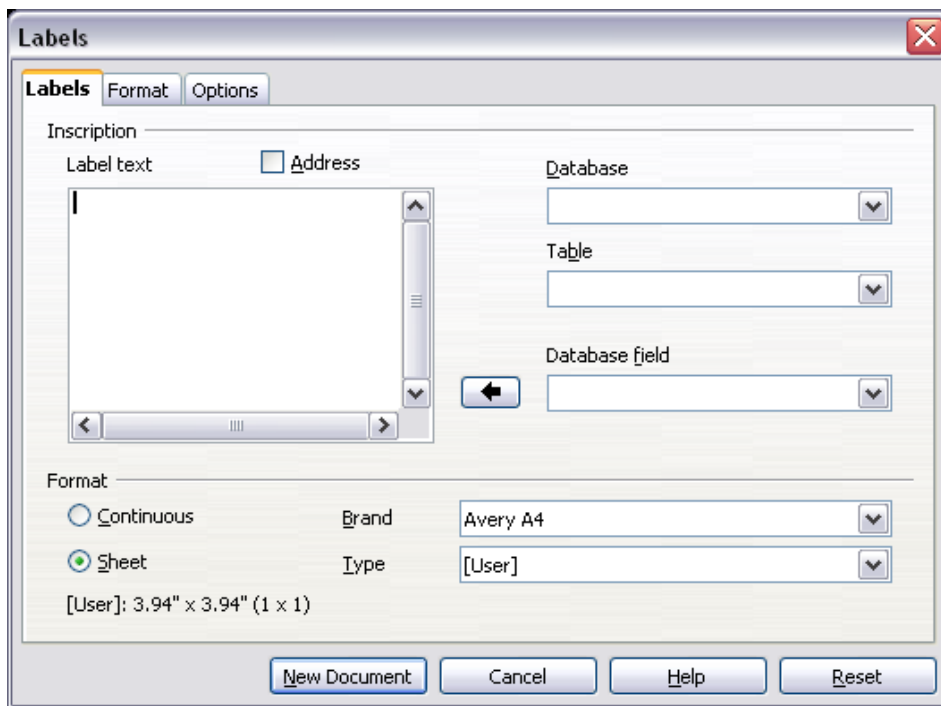 Labels
Labels Format Options
Inscription
Label text Address
Database
Table
Database field
Format
Continuous Brand Avery A4
Sheet Type [User]
[User]: 3.94" x 3.94" (1 x 1)
New Document Cancel Help Reset